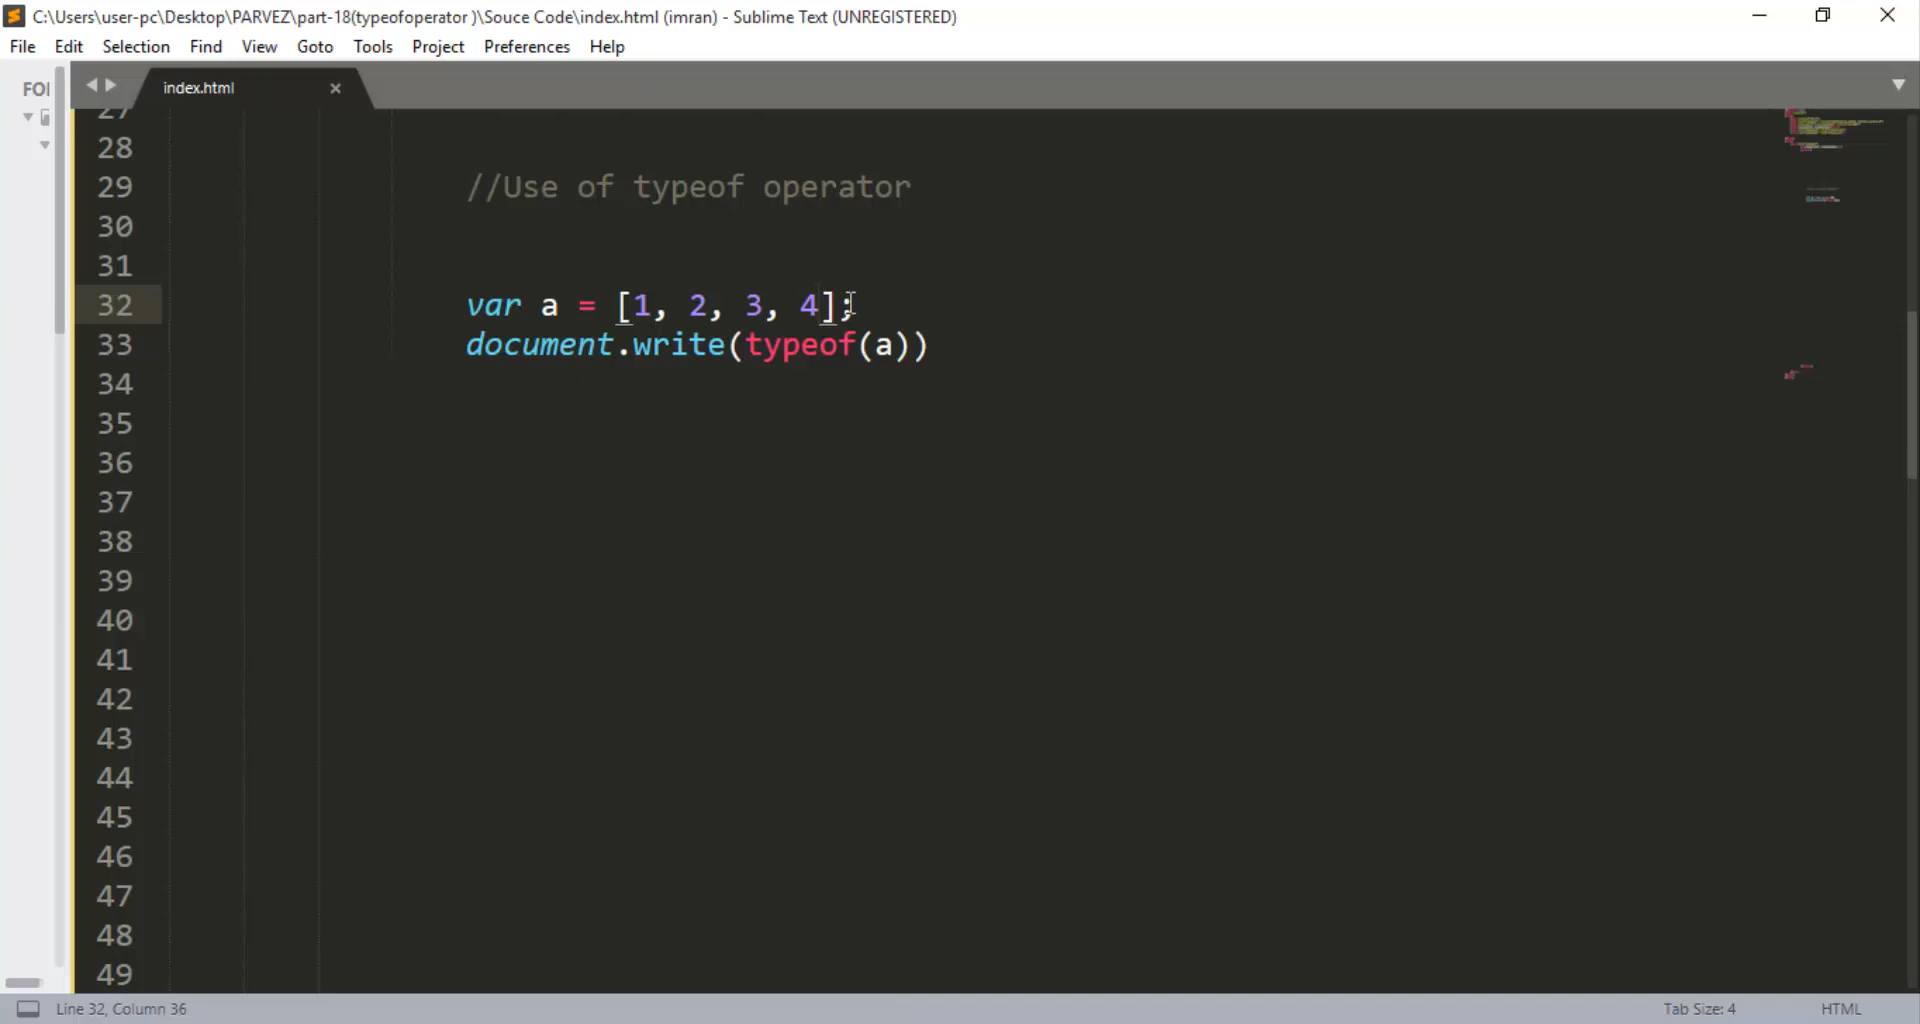 C:\Users\user-pc\Desktop\PARVEZ\part-18(typeofoperator )\Souce Code\index.html (imran) - Sublime Text (UNREGISTERED)
File Edit Selection Find View Goto Tools Project Preferences Help
FOI
index.html
27
28
29 //Use of typeof operator
30
31
32 var a = [1, 2, 3, 4];
33 document.write(typeof(a))
34
35
36
37
38
39
40
41
42
43
44
45
46
47
48
49
Line 32, Column 36 Tab Size: 4 HTML